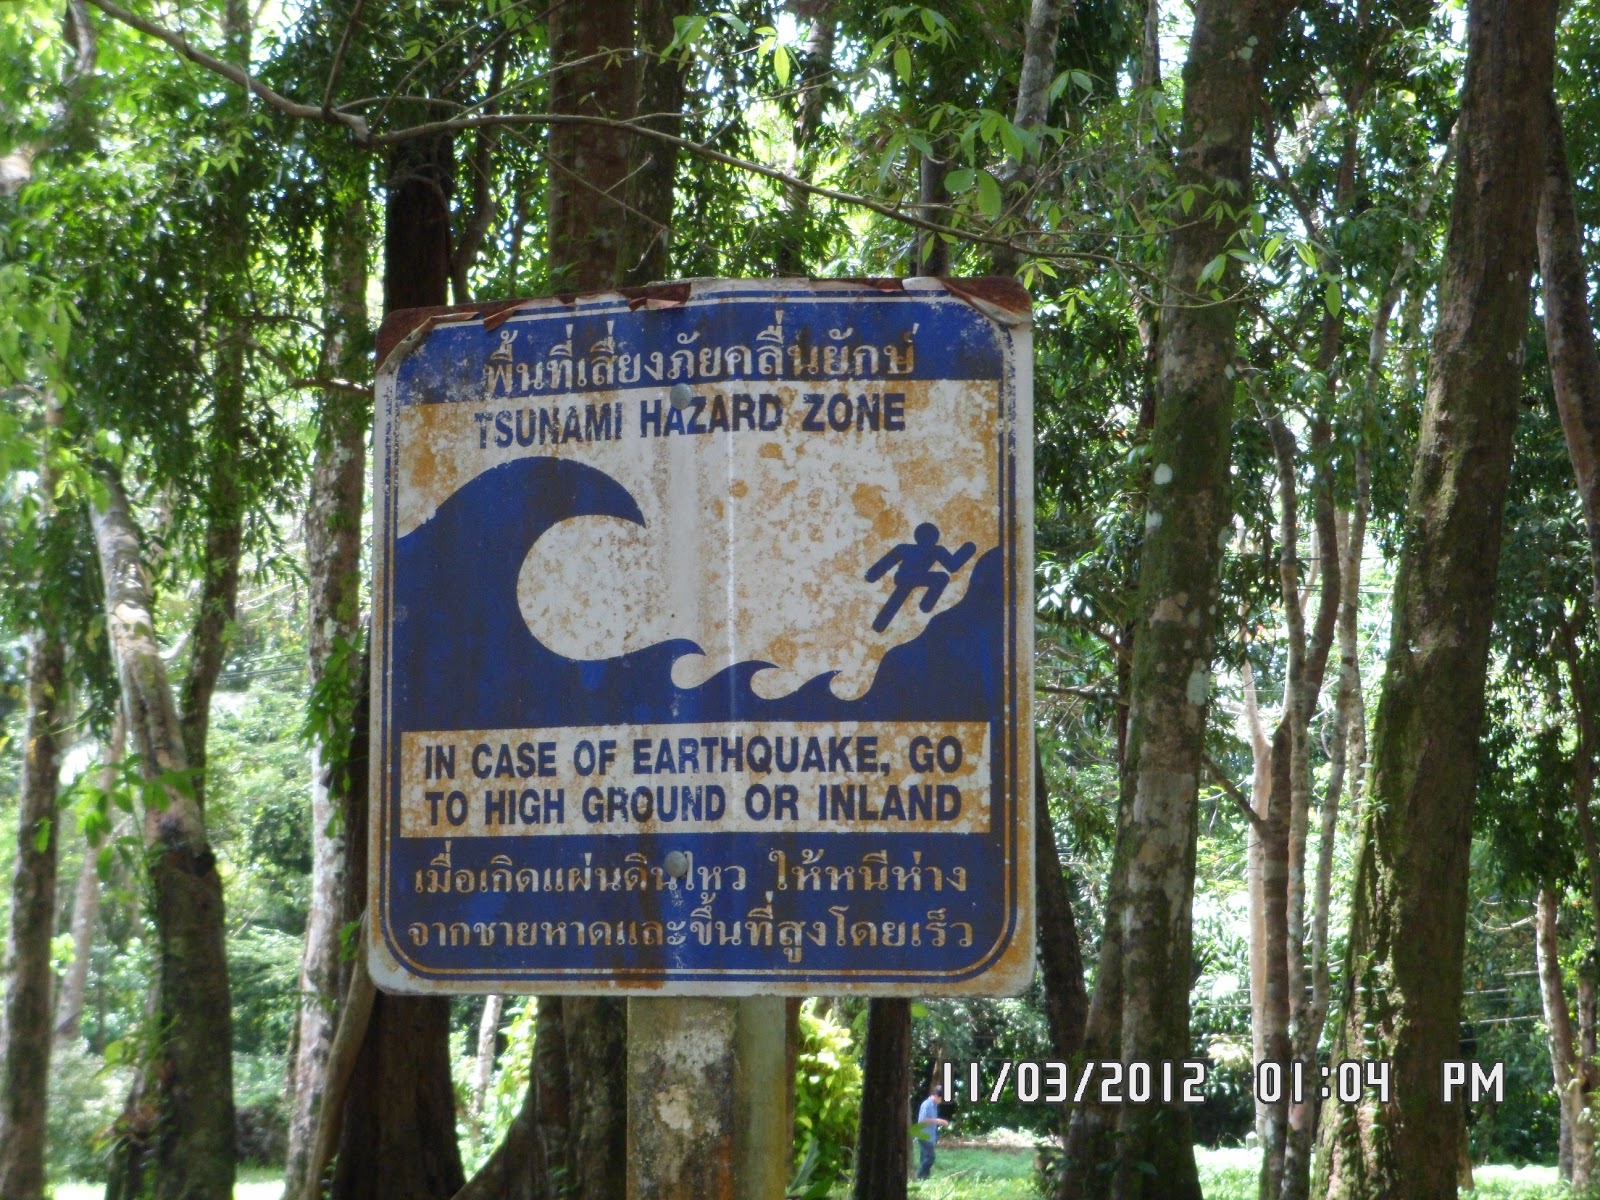 พื้นที่เสี่ยงภัยคลื่นยักษ์
TSUNAMI HAZARD ZONE
IN CASE OF EARTHQUAKE, GO
TO HIGH GROUND OR INLAND
เมื่อเกิดแผ่นดินไหว ให้หนีห่าง
จากชายหาดและขึ้นที่สูงโดยเร็ว
11/03/2012 01:04 PM